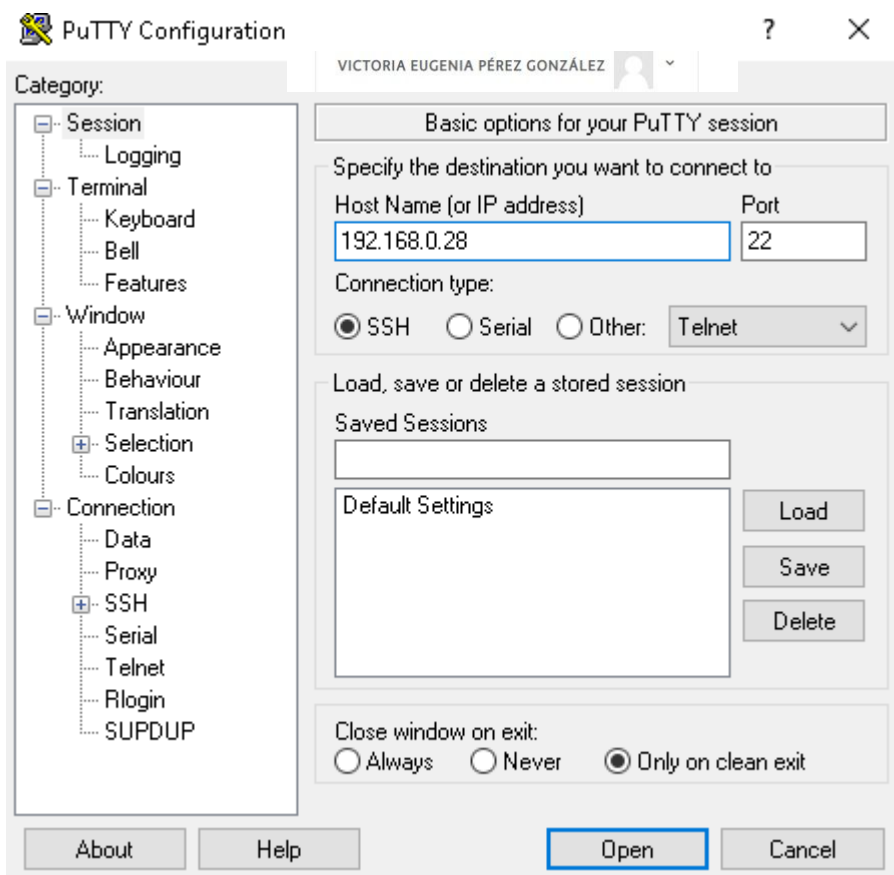 PuTTY Configuration
?
VICTORIA EUGENIA PÉREZ GONZÁLEZ
Category:
Session
Logging
Terminal
Keyboard
Bell
Features
Window
Appearance
Behaviour
Translation
Selection
Colours
Connection
Data
Proxy
SSH
Serial
Telnet
Rlogin
SUPDUP
Basic options for your PuTTY session
Specify the destination you want to connect to
Host Name (or IP address) Port
192.168.0.28 22
Connection type:
SSH Serial Other: Telnet
Load, save or delete a stored session
Saved Sessions
Default Settings
Load
Save
Delete
Close window on exit:
Always Never Only on clean exit
About Help Open Cancel